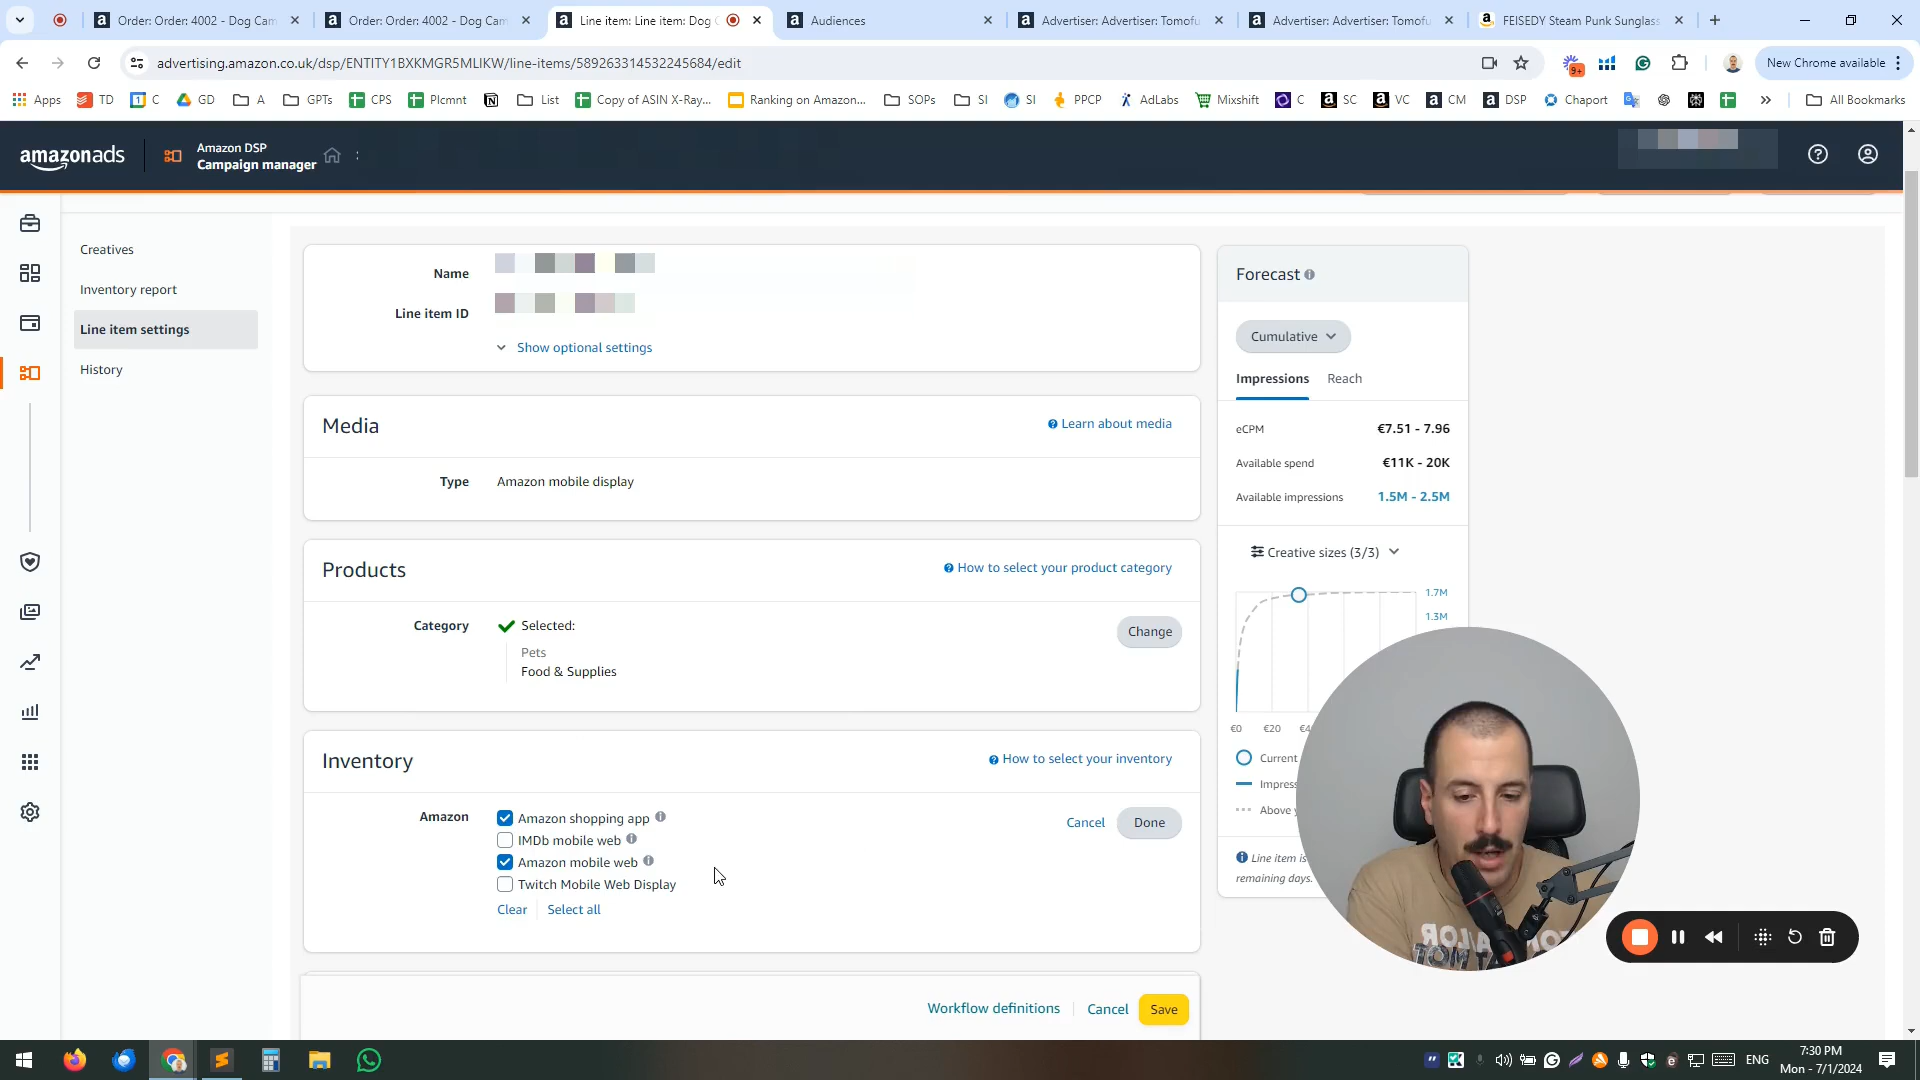 Order: Order: 4002 - Dog Cam
Order: Order: 4002 - Dog Cam
Line item: Line item: Dog
Audiences
Advertiser: Advertiser: Tomofu
Advertiser: Advertiser: Tomofu
FEISEDY Steam Punk Sunglass
advertising.amazon.co.uk/dsp/ENTITY1BXKMGR5MLIKW/line-items/589263314532245684/edit
9+
New Chrome available
Apps
TD
C
GD
A
GPTs
CPS
Plcmnt
List
Copy of ASIN X-Ray...
Ranking on Amazon...
SOPs
SI
SI
PPCP
AdLabs
Mixshift
C
SC
VC
CM
DSP
Chaport
All Bookmarks
amazonads
Amazon DSP
Campaign manager
Creatives
Inventory report
Line item settings
History
Name
Line item ID
Show optional settings
Media
Learn about media
Type
Amazon mobile display
Products
How to select your product category
Category
Selected:
Pets
Food & Supplies
Change
Inventory
How to select your inventory
Amazon
Amazon shopping app
IMDb mobile web
Amazon mobile web
Twitch Mobile Web Display
Clear
Select all
Cancel
Done
Workflow definitions
Cancel
Save
Forecast
Cumulative
Impressions
Reach
eCPM
€7.51 - 7.96
Available spend
€11K - 20K
Available impressions
1.5M - 2.5M
Creative sizes (3/3)
1.7M
1.3M
€0
€20
Current
Impress
Above y
Line item is
remaining days.
ENG
7:30 PM
Mon - 7/1/2024